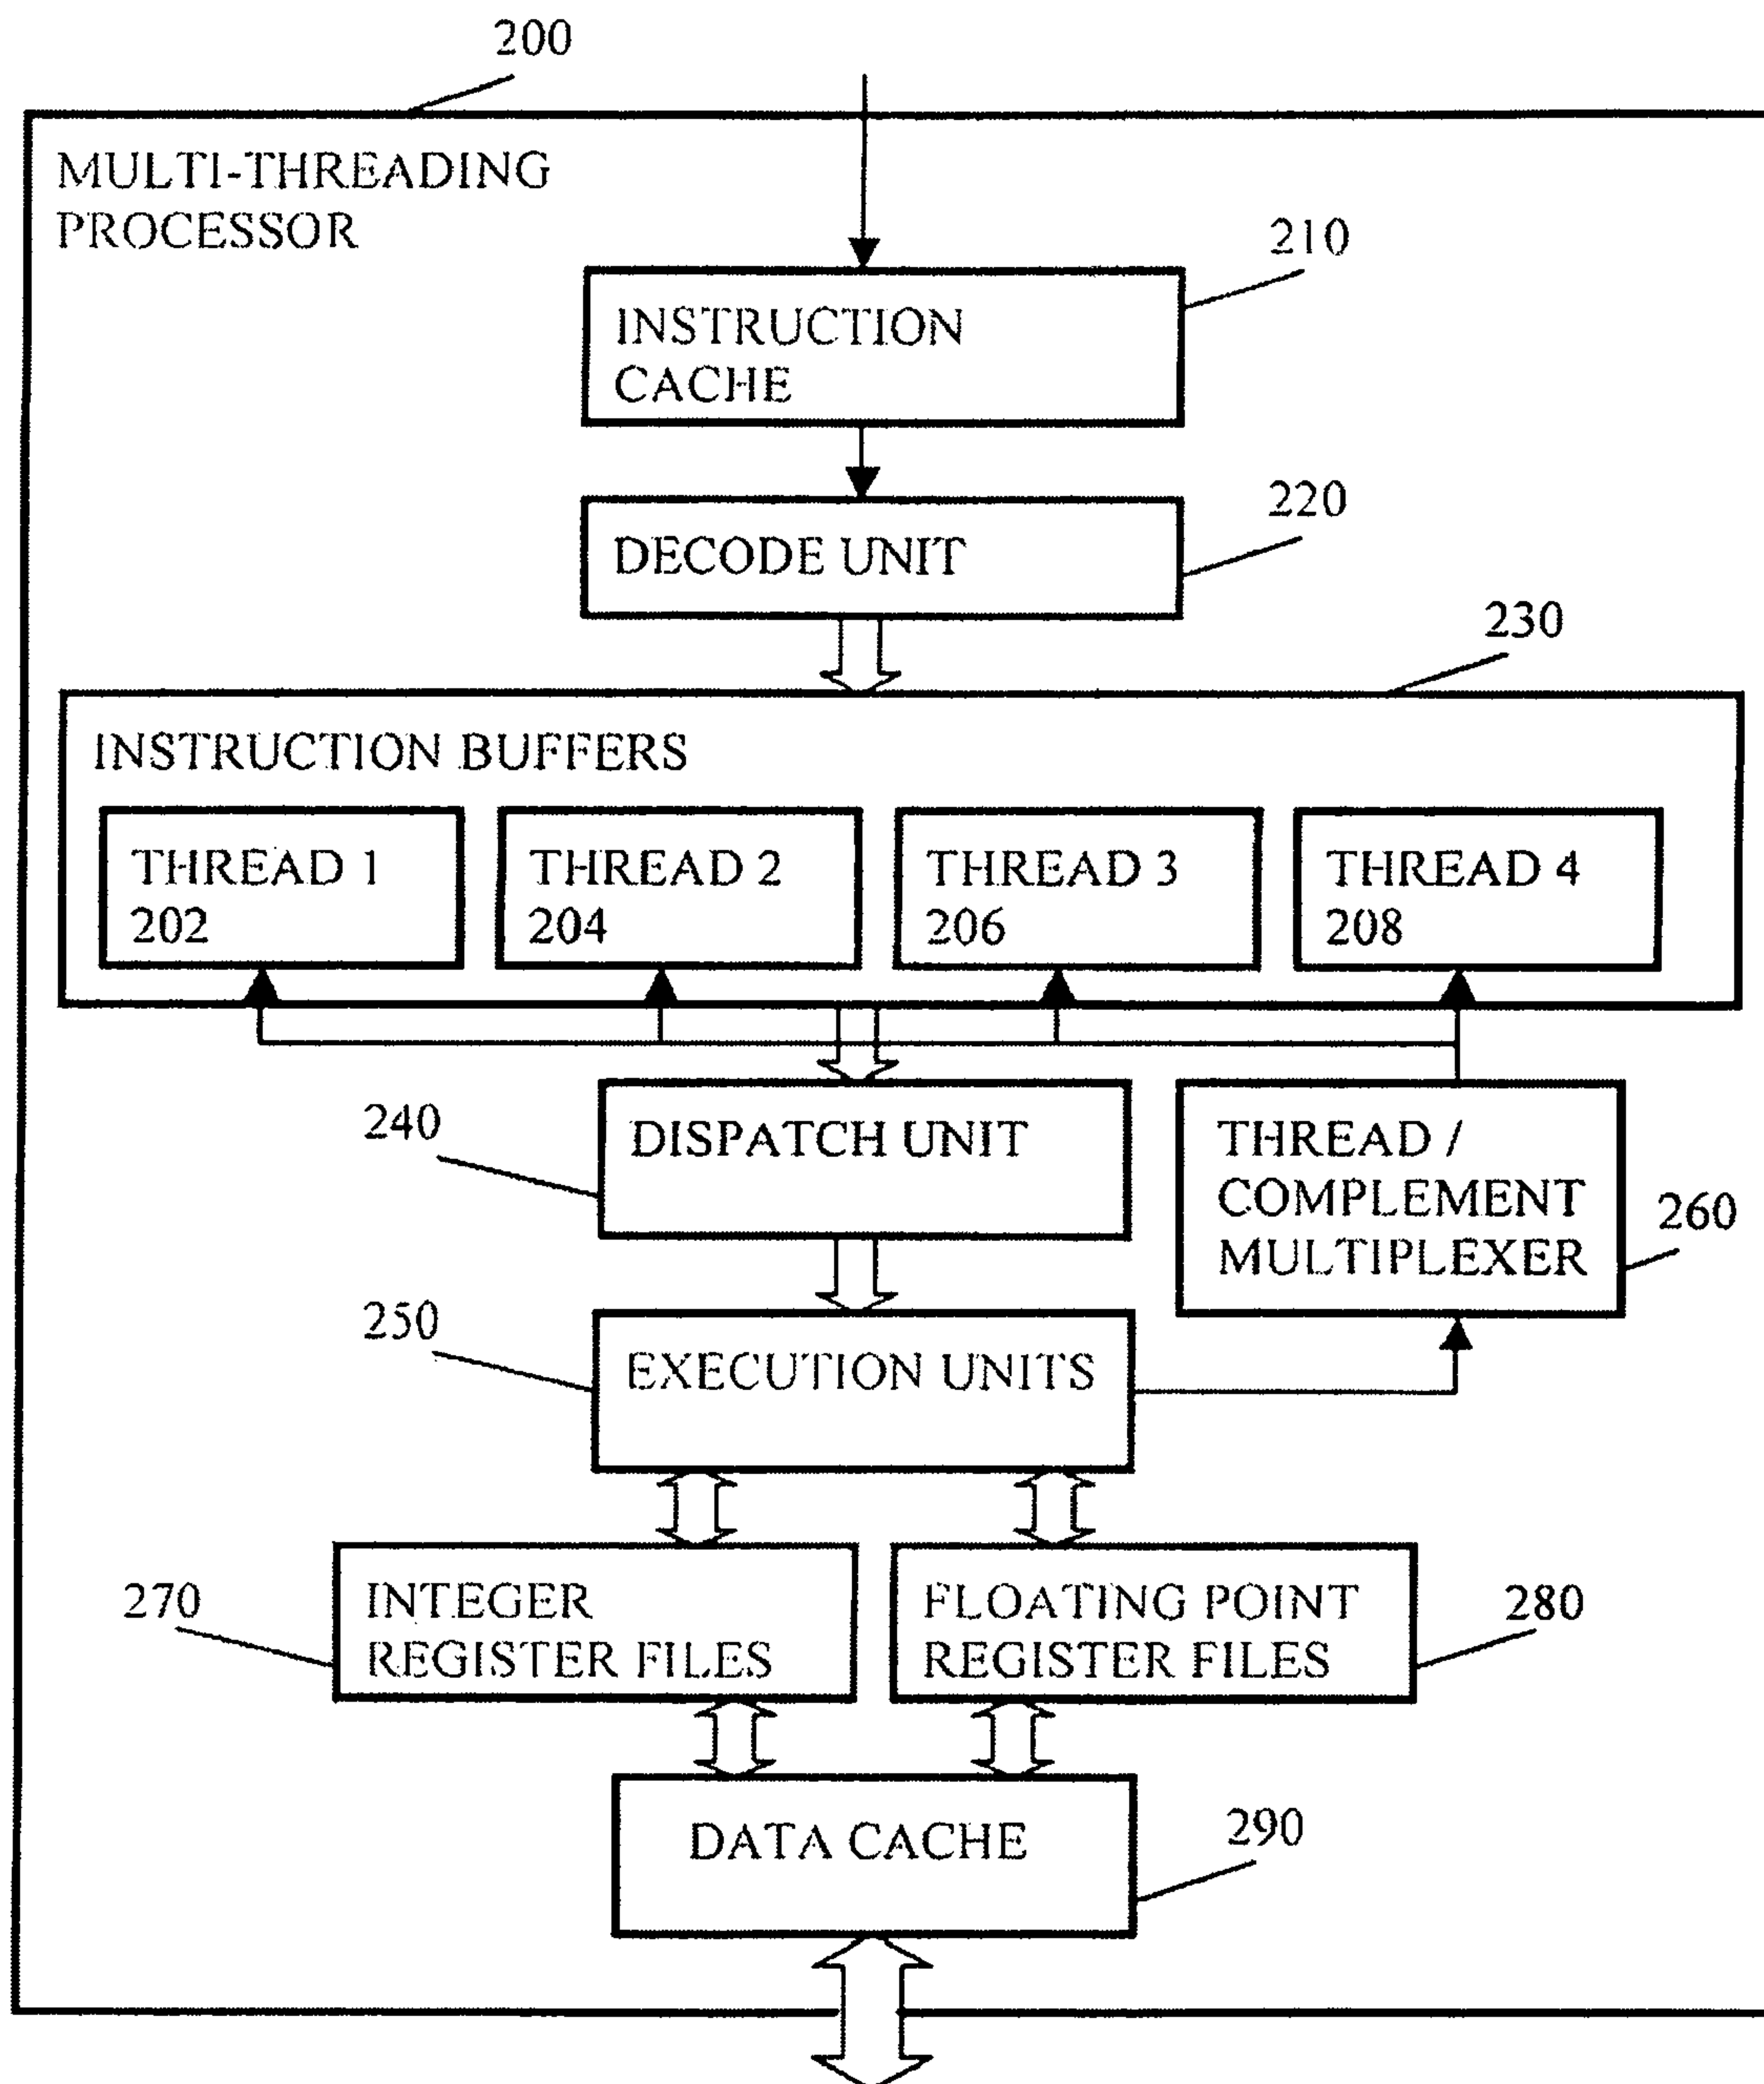 200
MULTI-THREADING
PROCESSOR
210
INSTRUCTION
CACHE
220
DECODE UNIT
230
INSTRUCTION BUFFERS
THREAD 1
202
THREAD 2
204
THREAD 3
206
THREAD 4
208
240
DISPATCH UNIT
THREAD /
COMPLEMENT
MULTIPLEXER
260
250
EXECUTION UNITS
270
INTEGER
REGISTER FILES
FLOATING POINT
REGISTER FILES
280
DATA CACHE
290